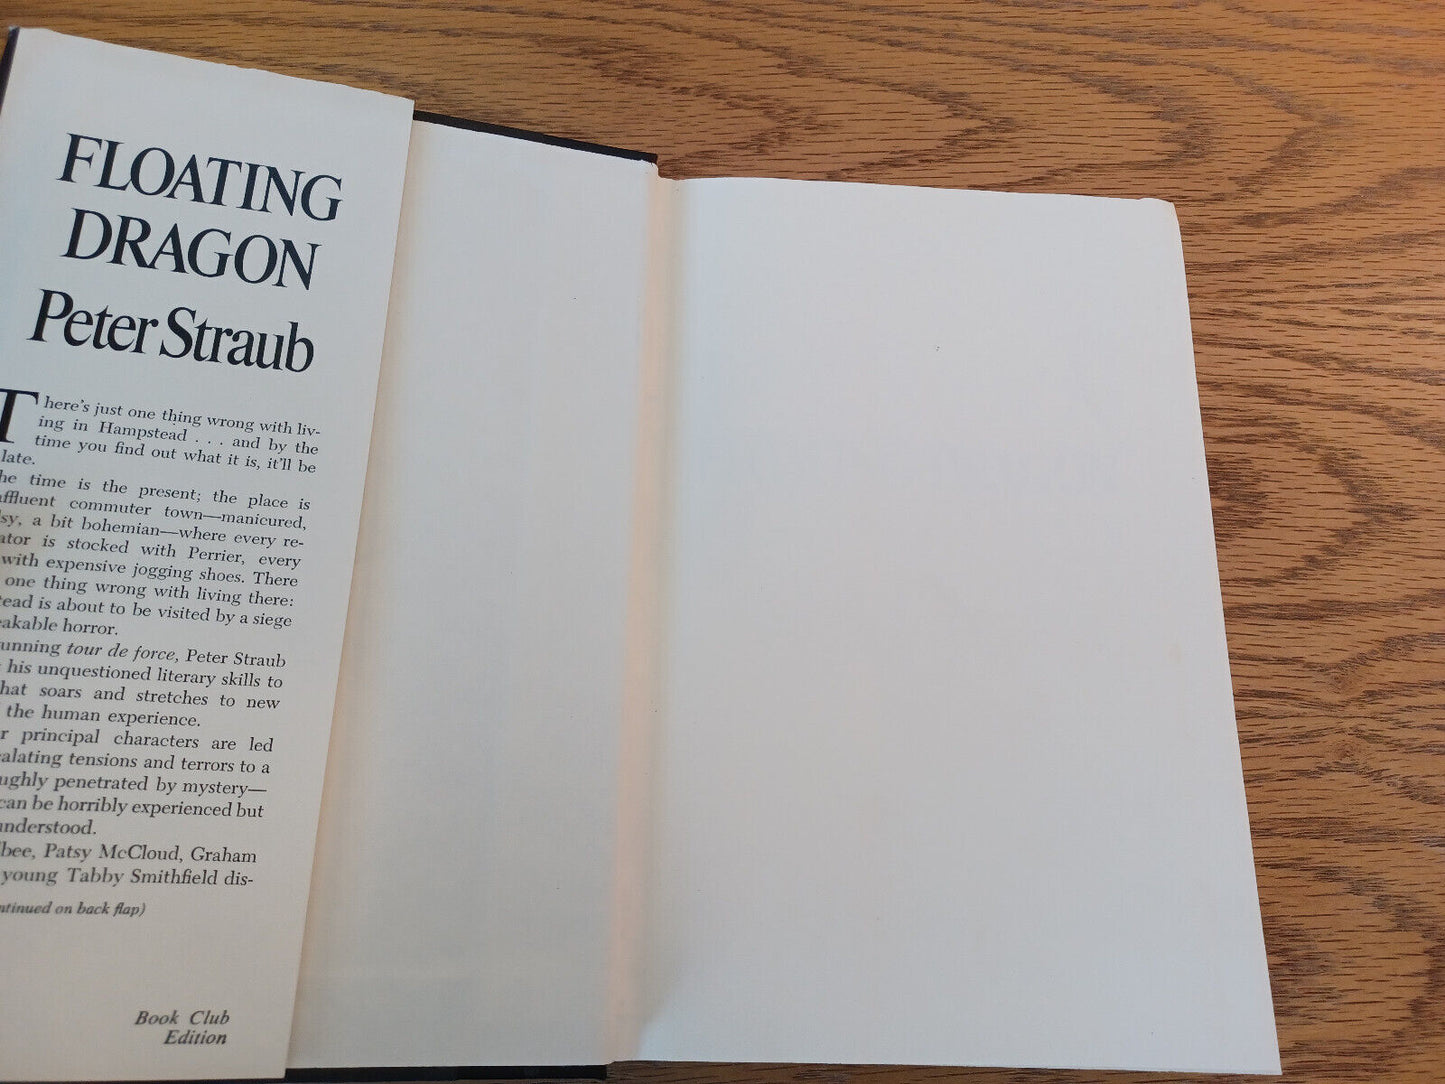 FLOATING
DRAGON
Peter Straub
There's just one thing wrong with liv-
ing in Hampstead . . . and by the
time you find out what it is, it'll be
late.
he time is the present; the place is
affluent commuter town—manicured,
sy, a bit bohemian—where every re-
ator is stocked with Perrier, every
with expensive jogging shoes. There
one thing wrong with living there:
tead is about to be visited by a siege
eakable horror.
unning tour de force, Peter Straub
his unquestioned literary skills to
hat soars and stretches to new
the human experience.
r principal characters are led
calating tensions and terrors to a
ughly penetrated by mystery—
can be horribly experienced but
understood.
bee, Patsy McCloud, Graham
young Tabby Smithfield dis-
ntinued on back flap)
Book Club
Edition